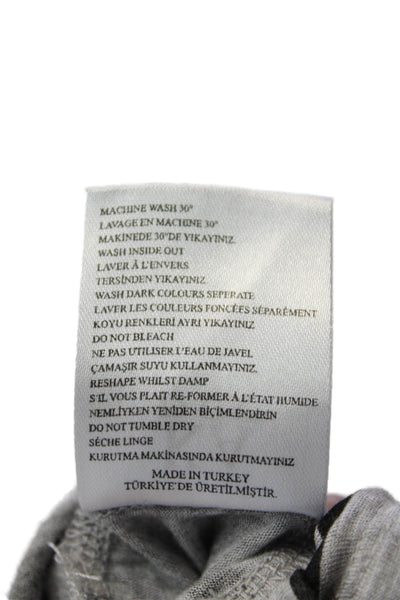 MACHINE WASH 30°
LAVAGE EN MACHINE 30°
MAKINEDE 30°DE YIKAYINIZ.
WASH INSIDE OUT
LAVER À L'ENVERS
TERSİNDEN YIKAYINIZ.
WASH DARK COLOURS SEPERATE
LAVER LES COULEURS FONCÉES SÉPARÉMENT
KOYU RENKLERİ AYRI YIKAYINIZ
DO NOT BLEACH
NE PAS UTILISER L'EAU DE JAVEL
ÇAMAŞIR SUYU KULLANMAYINIZ.
RESHAPE WHILST DAMP
S'IL VOUS PLAIT RE-FORMER À L'ÉTAT HUMIDE
NEMLİYKEN YENİDEN BİÇİMLENDİRİN
DO NOT TUMBLE DRY
SÉCHE LINGE
KURUTMA MAKİNASINDA KURUTMAYINIZ
MADE IN TURKEY
TÜRKİYE'DE ÜRETİLMİŞTİR.